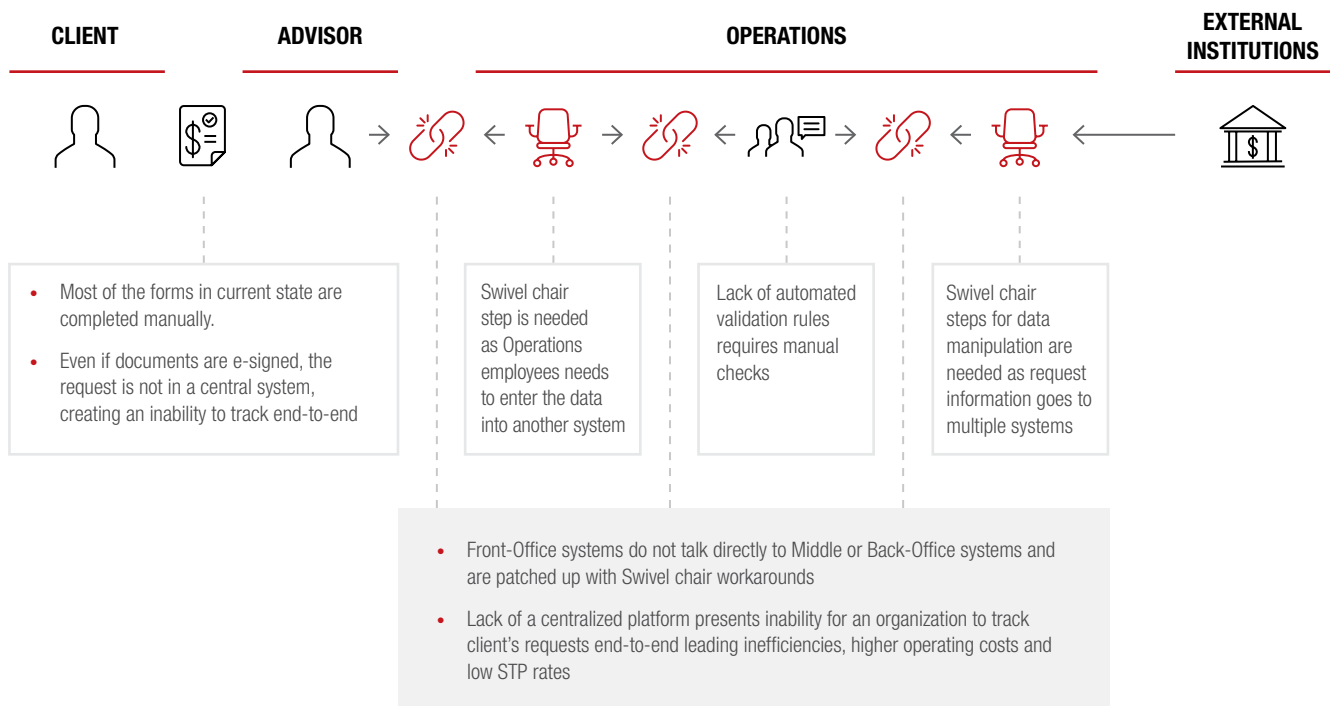 CLIENT
ADVISOR
OPERATIONS
EXTERNAL
INSTITUTIONS
$
$
• Most of the forms in current state are
completed manually.
• Even if documents are e-signed, the
request is not in a central system,
creating an inability to track end-to-end
Swivel chair
step is needed
as Operations
employees needs
to enter the data
into another system
Lack of automated
validation rules
requires manual
checks
Swivel chair
steps for data
manipulation are
needed as request
information goes to
multiple systems
• Front-Office systems do not talk directly to Middle or Back-Office systems and
are patched up with Swivel chair workarounds
• Lack of a centralized platform presents inability for an organization to track
client’s requests end-to-end leading inefficiencies, higher operating costs and
low STP rates